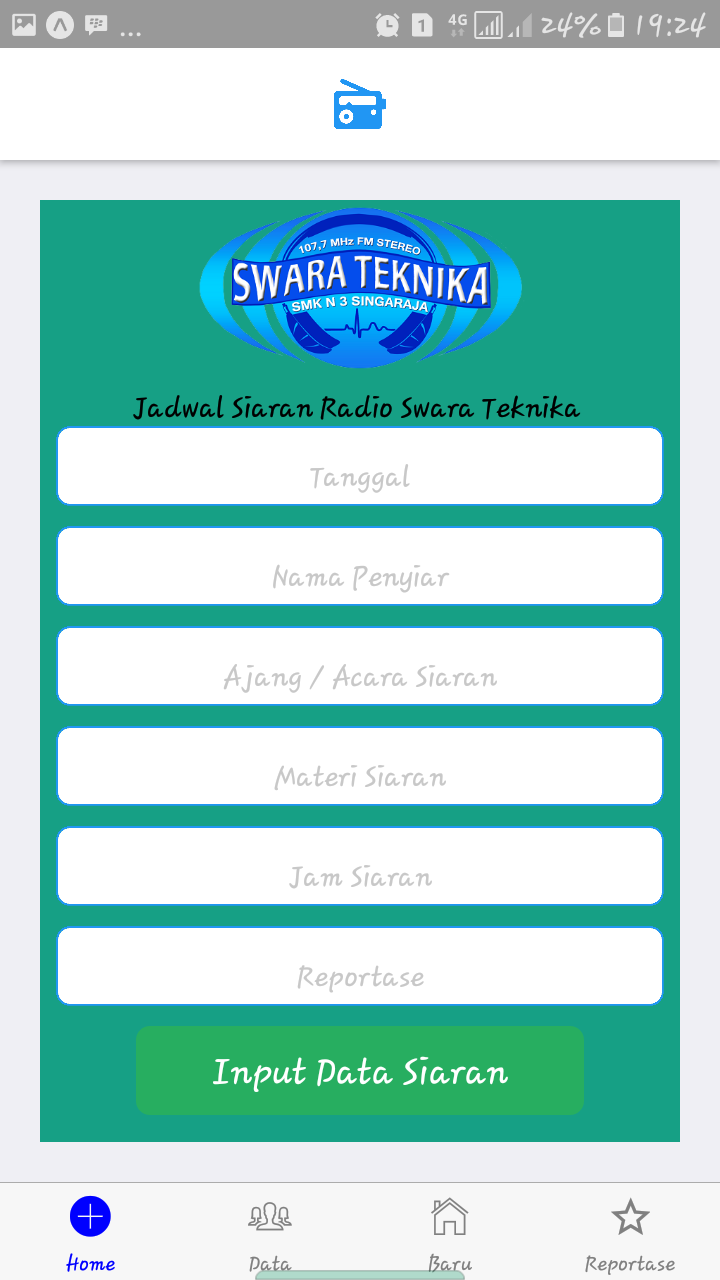 ... 1 4G 24% 19:24
107,7 MHz FM STEREO
SWARA TEKNIKA
SMK N 3 SINGARAJA
Jadwal Siaran Radio Swara Teknika
Tanggal
Nama Penyiar
Ajang / Acara Siaran
Materi Siaran
Jam Siaran
Reportase
Input Data Siaran
Home Data Baru Reportase